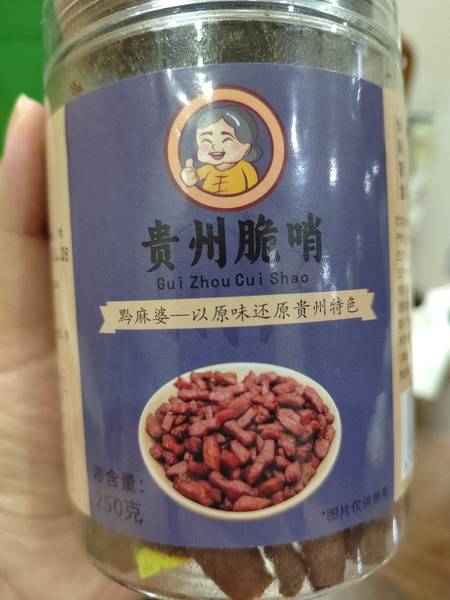 贵州脆哨
Gui Zhou Cui Shao
黔麻婆—以原味还原贵州特色
净含量：
250克
*图片仅供参考